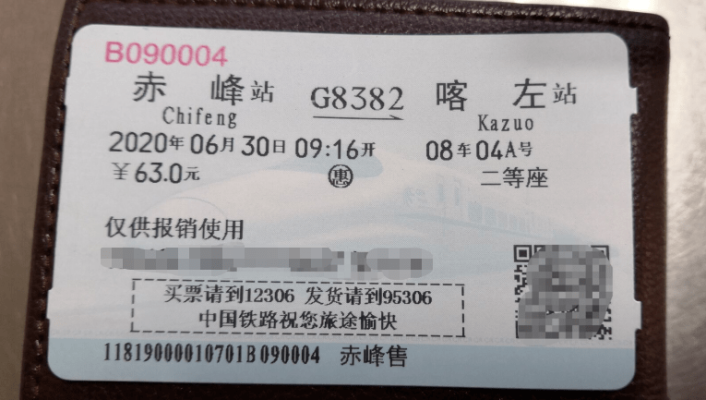 B090004
赤峰站 G8382 喀左站
Chifeng Kazuo
2020年06月30日 09:16开 08车04A号
￥63.0元 惠 二等座
仅供报销使用
买票请到12306 发货请到95306
中国铁路祝您旅途愉快
11819000010701B090004 赤峰售